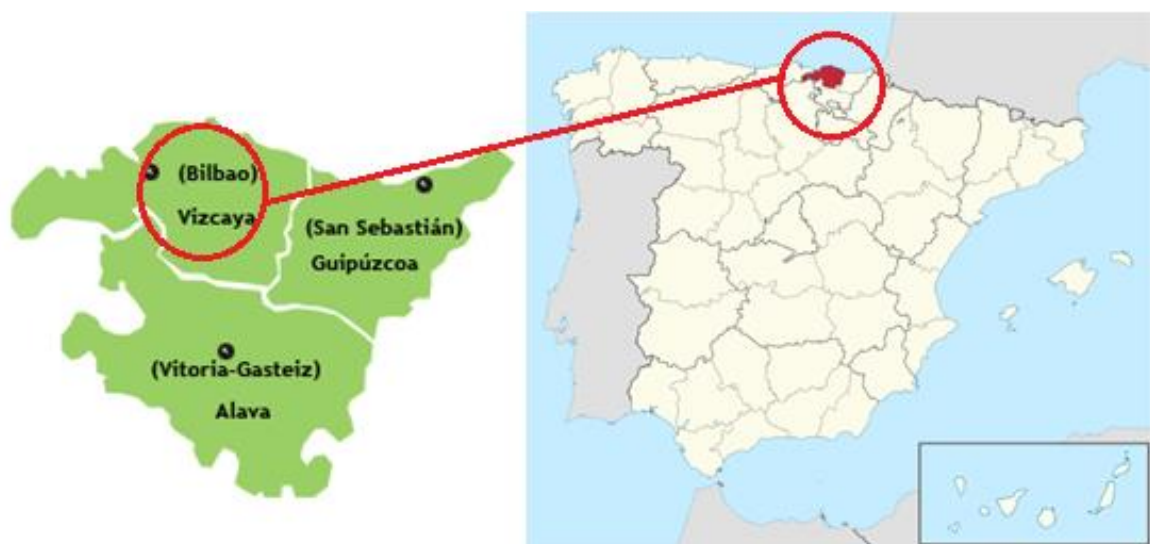 (Bilbao)
Vizcaya
(San Sebastián)
Guipúzcoa
(Vitoria-Gasteiz)
Alava